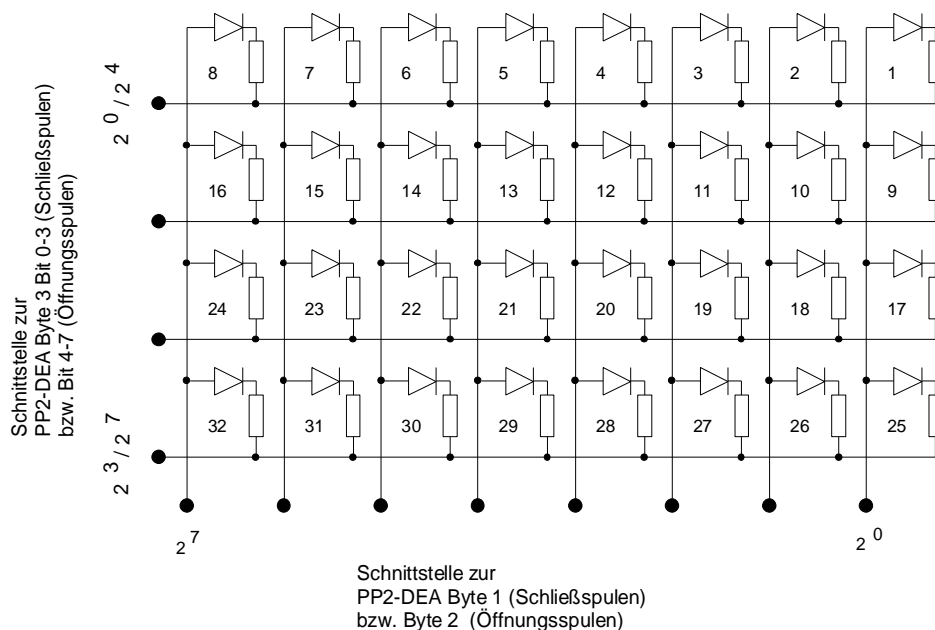 8 7 6 5 4 3 2 1
2 0 / 2 4
16 15 14 13 12 11 10 9
24 23 22 21 20 19 18 17
32 31 30 29 28 27 26 25
2 3 / 2 7
Schnittstelle zur
PP2-DEA Byte 3 Bit 0-3 (Schließspulen)
bzw. Bit 4-7 (Öffnungsspulen)
2 7
2 0
Schnittstelle zur
PP2-DEA Byte 1 (Schließspulen)
bzw. Byte 2 (Öffnungsspulen)